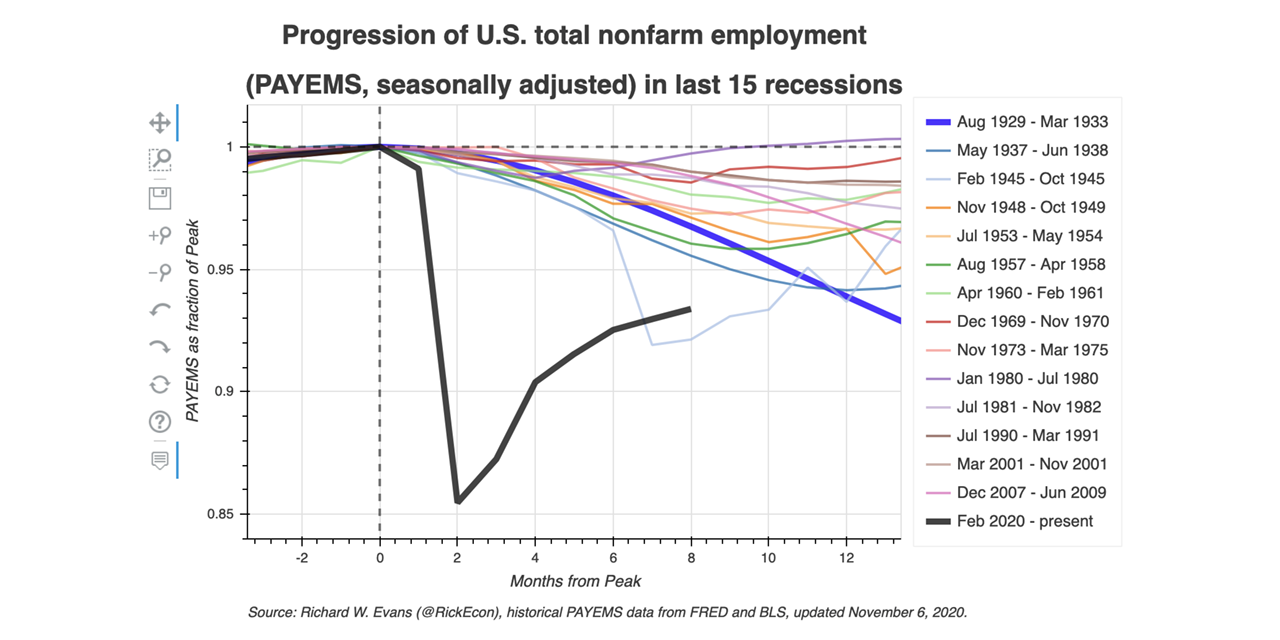 Progression of U.S. total nonfarm employment
(PAYEMS, seasonally adjusted) in last 15 recessions
PAYEMS as fraction of Peak
1
0.95
0.9
0.85
-2 0 2 4 6 8 10 12
Months from Peak
Aug 1929 - Mar 1933
May 1937 - Jun 1938
Feb 1945 - Oct 1945
Nov 1948 - Oct 1949
Jul 1953 - May 1954
Aug 1957 - Apr 1958
Apr 1960 - Feb 1961
Dec 1969 - Nov 1970
Nov 1973 - Mar 1975
Jan 1980 - Jul 1980
Jul 1981 - Nov 1982
Jul 1990 - Mar 1991
Mar 2001 - Nov 2001
Dec 2007 - Jun 2009
Feb 2020 - present
Source: Richard W. Evans (@RickEcon), historical PAYEMS data from FRED and BLS, updated November 6, 2020.